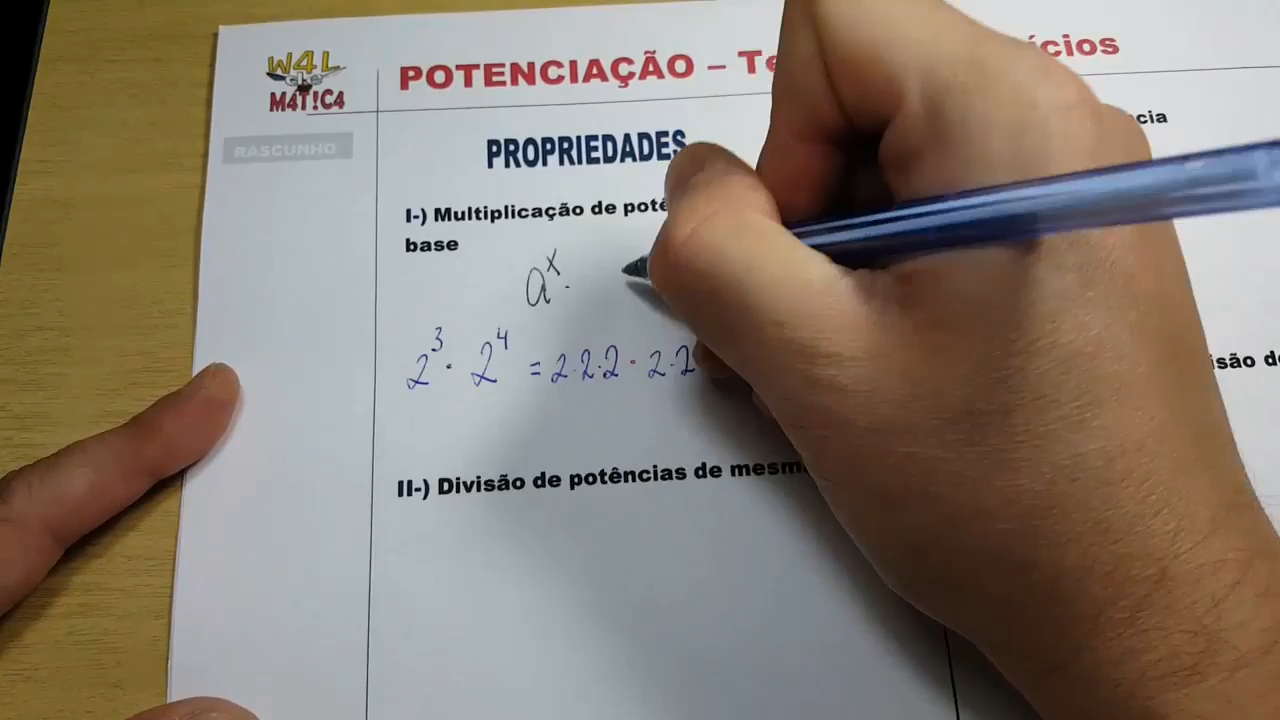 W4L
che
M4T!C4
POTENCIAÇÃO – Te ícios
RASCUNHO
PROPRIEDADES
I-) Multiplicação de potê
base
a^x ·
2^3 · 2^4 = 2·2·2 · 2·2
II-) Divisão de potências de mesm
cia
isão d